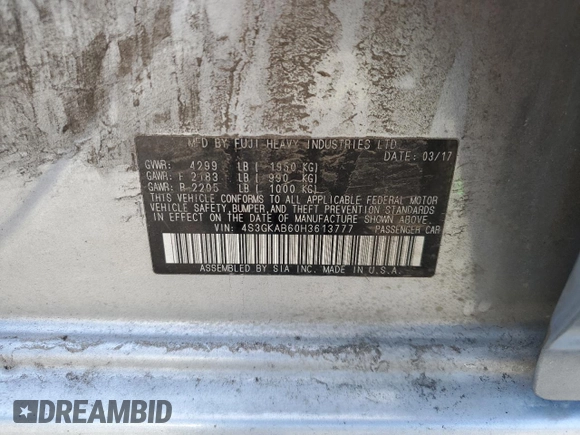 MFD BY FUJI HEAVY INDUSTRIES LTD.
DATE: 03/17
GVWR: 4299 LB ( 1950 KG)
GAWR: F 2183 LB ( 990 KG)
GAWR: R 2205 LB ( 1000 KG)
THIS VEHICLE CONFORMS TO ALL APPLICABLE FEDERAL MOTOR
VEHICLE SAFETY, BUMPER, AND THEFT PREVENTION STANDARDS
IN EFFECT ON THE DATE OF MANUFACTURE SHOWN ABOVE.
VIN: 4S3GKAB60H3613777 PASSENGER CAR
ASSEMBLED BY SIA INC. MADE IN U.S.A.
DREAMBID